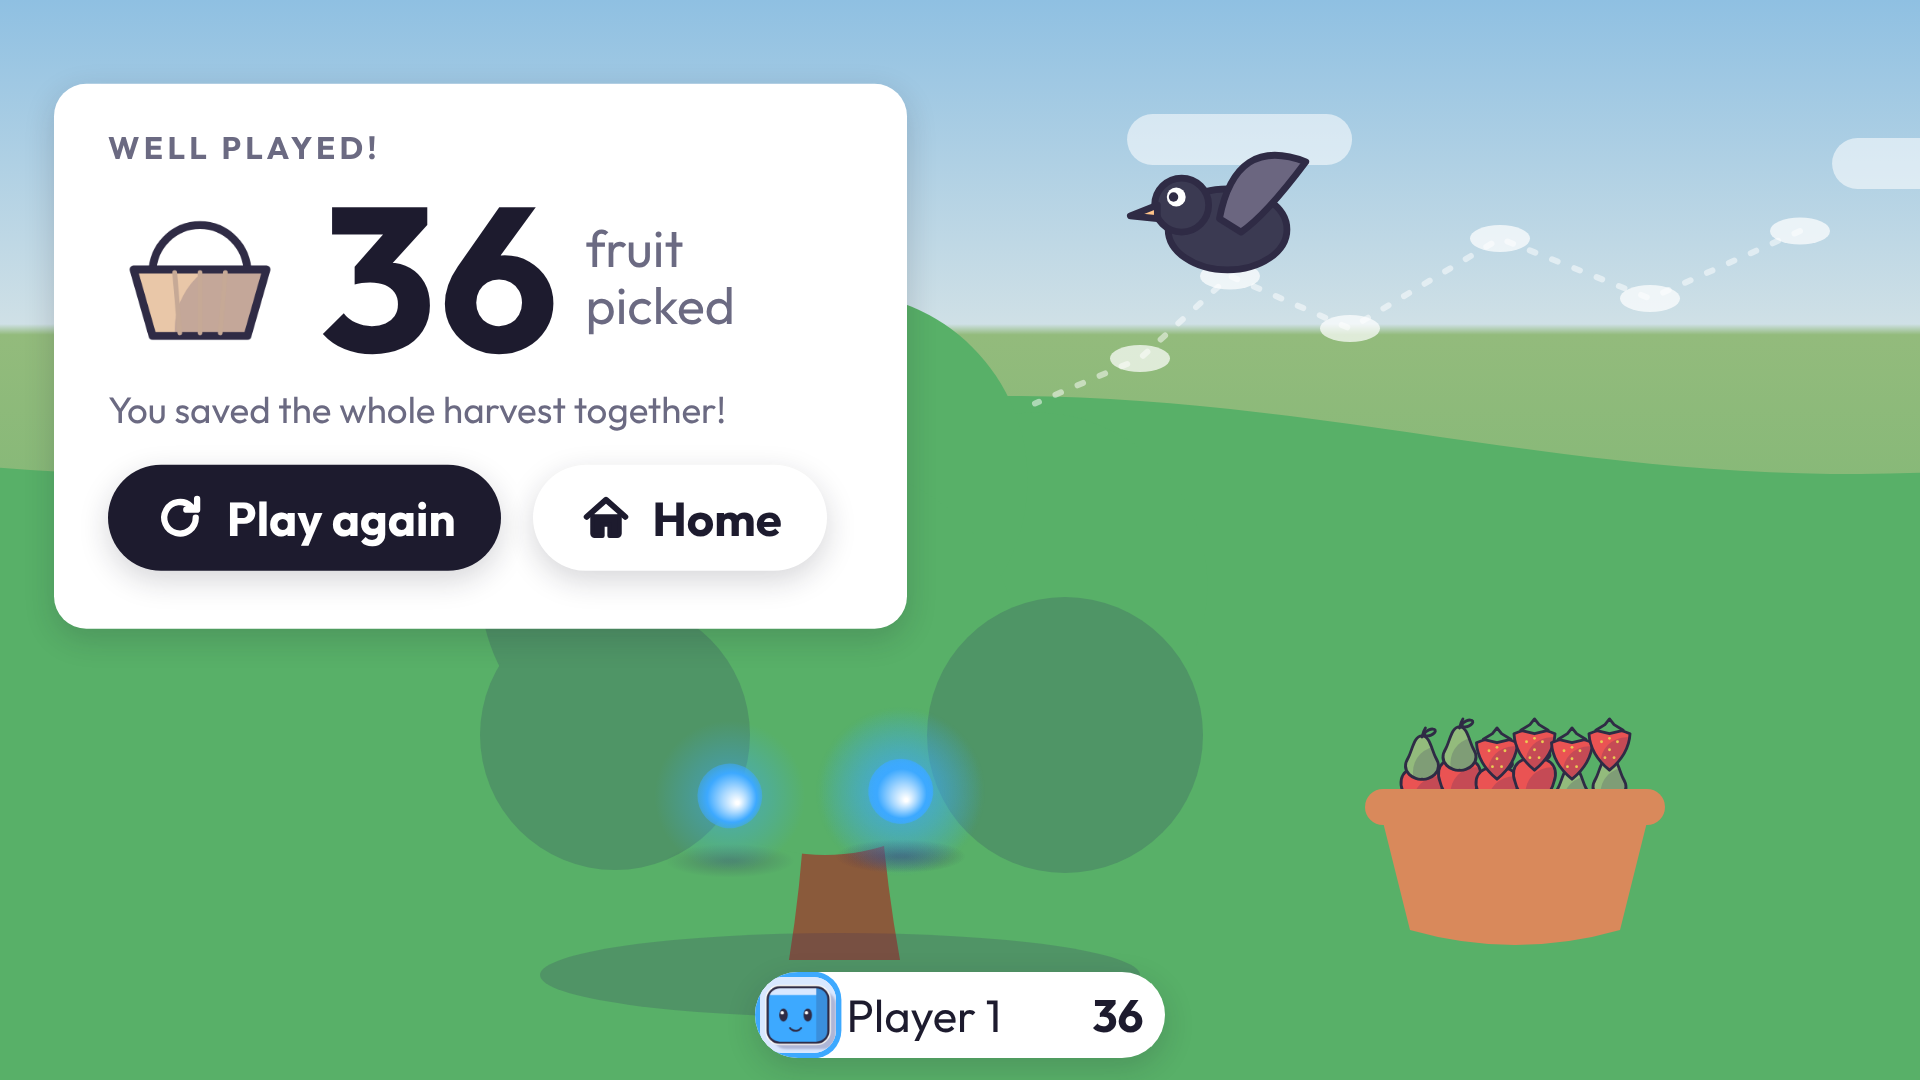 WELL PLAYED!
36
fruit
picked
You saved the whole harvest together!
Play again
Home
Player 1
36